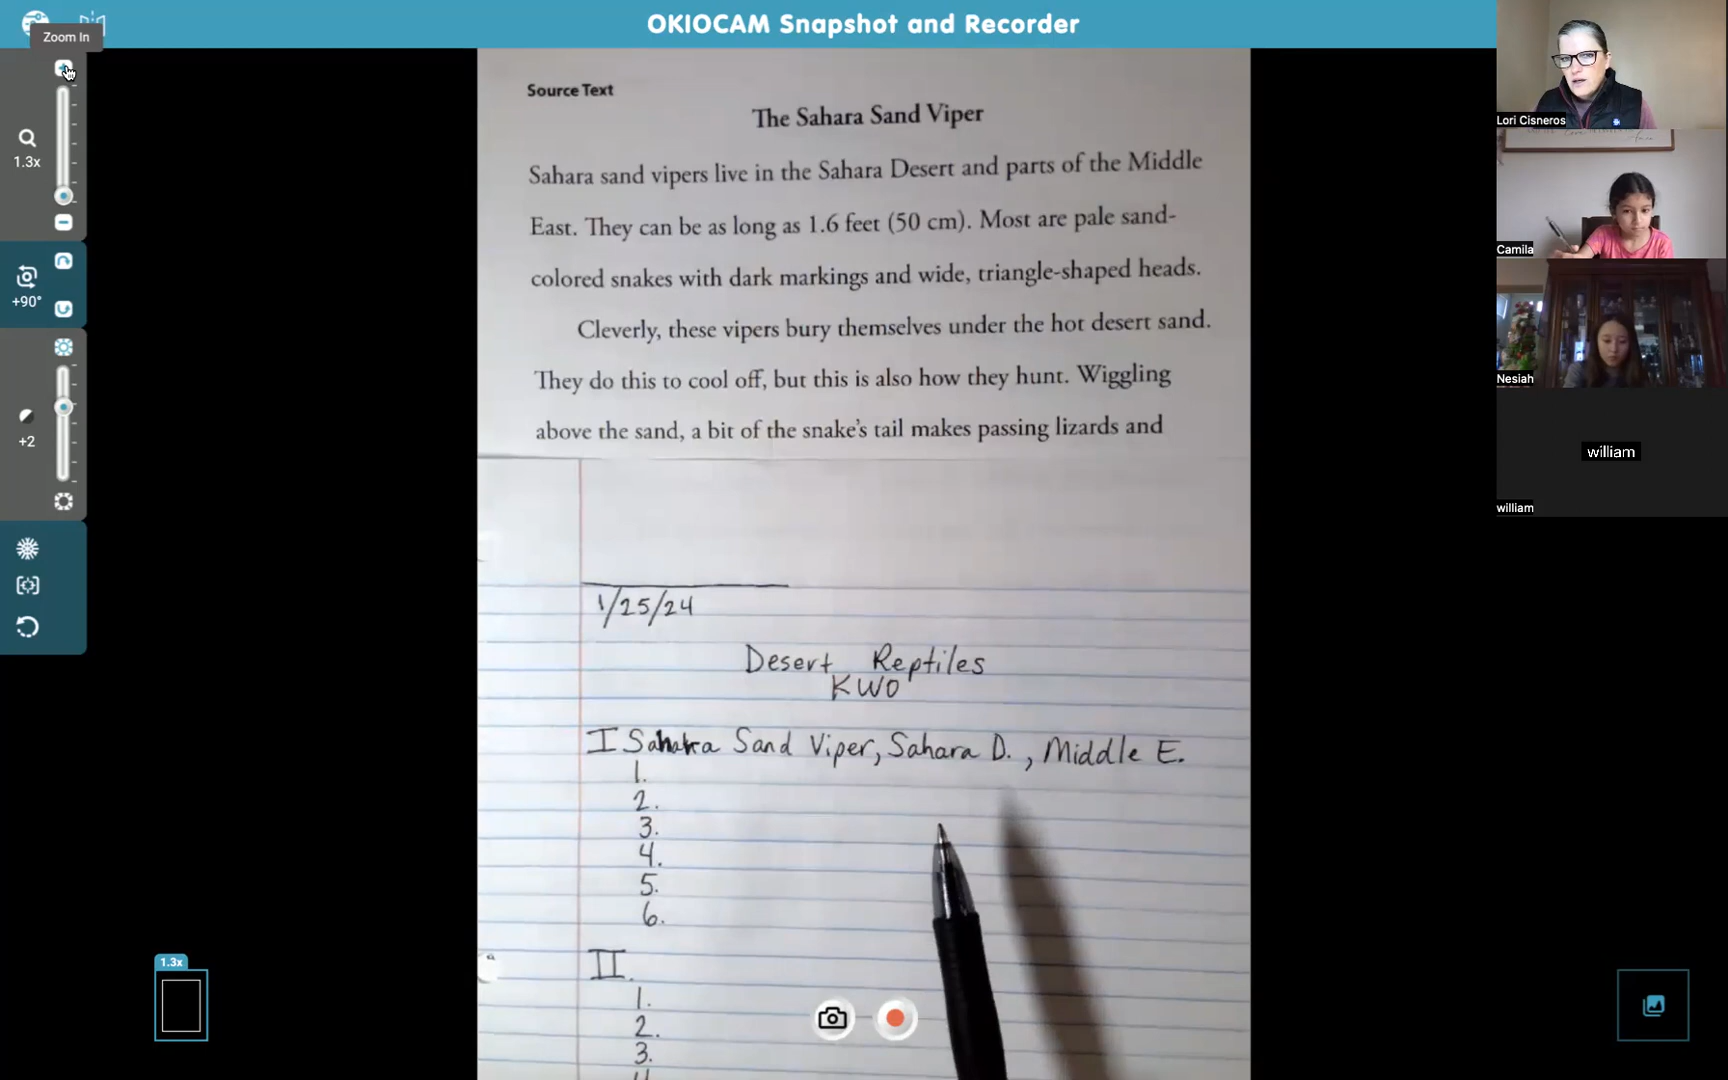 OKIOCAM Snapshot and Recorder
Zoom In
1.3x
+90°
+2
1.3x
Source Text
The Sahara Sand Viper
Sahara sand vipers live in the Sahara Desert and parts of the Middle
East. They can be as long as 1.6 feet (50 cm). Most are pale sand-
colored snakes with dark markings and wide, triangle-shaped heads.
Cleverly, these vipers bury themselves under the hot desert sand.
They do this to cool off, but this is also how they hunt. Wiggling
above the sand, a bit of the snake's tail makes passing lizards and
1/25/24
Desert Reptiles
KWO
I Sahara Sand Viper, Sahara D., Middle E.
1.
2.
3.
4.
5.
6.
II.
1.
2.
3.
Lori Cisneros
Camila
Nesiah
william
william